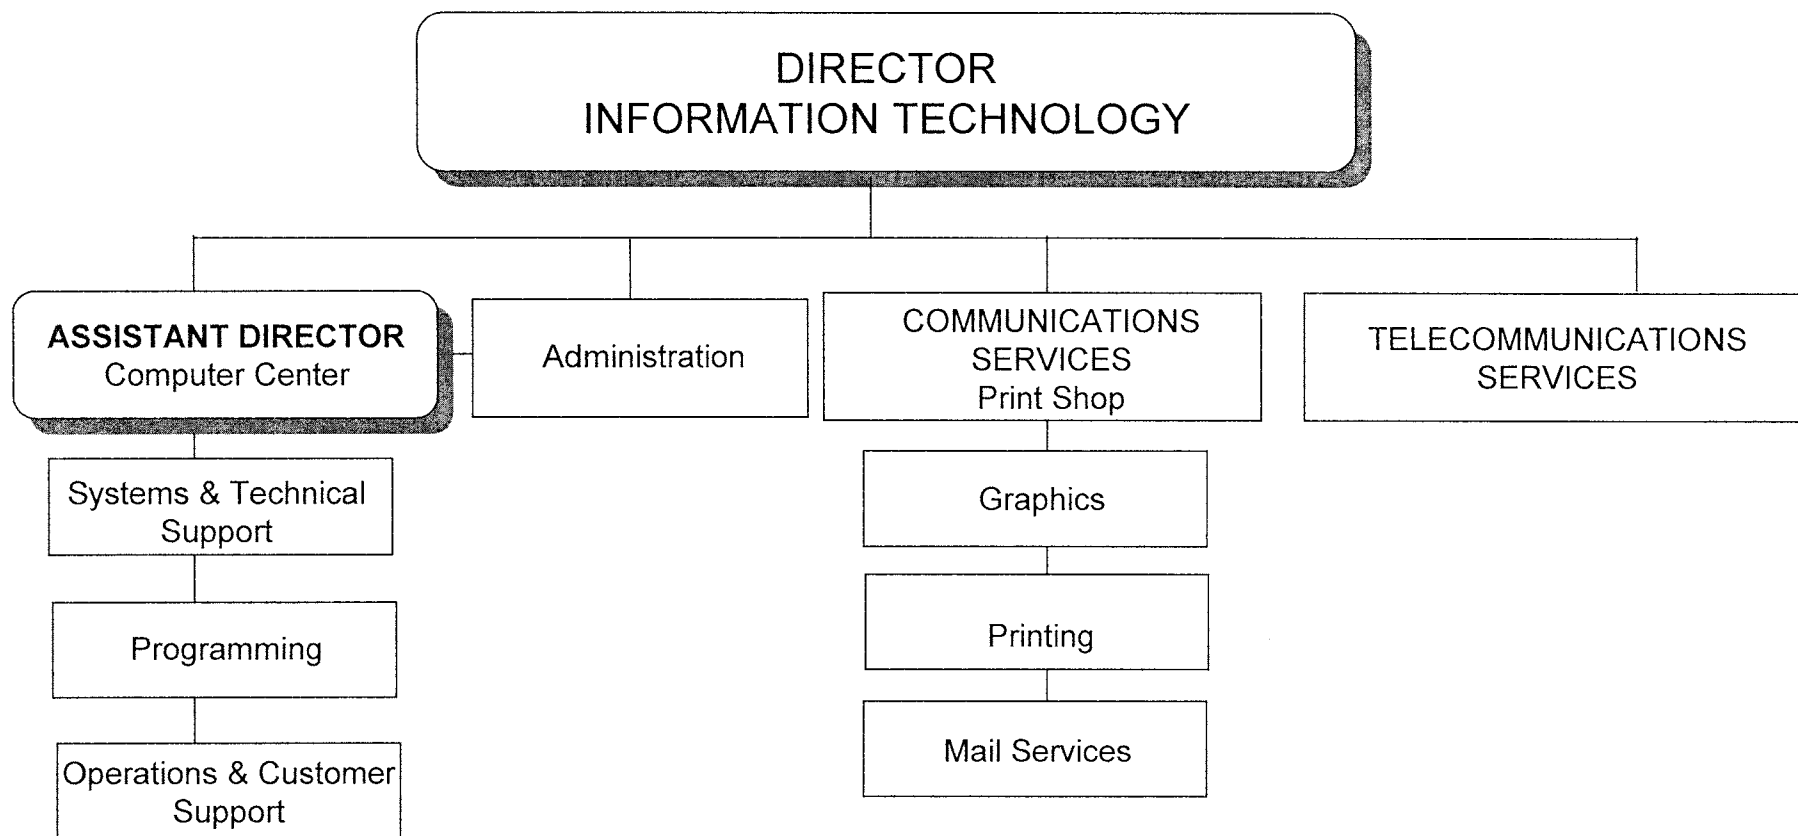 DIRECTOR
INFORMATION TECHNOLOGY
ASSISTANT DIRECTOR
Computer Center
Administration
COMMUNICATIONS
SERVICES
Print Shop
TELECOMMUNICATIONS
SERVICES
Systems & Technical
Support
Programming
Operations & Customer
Support
Graphics
Printing
Mail Services